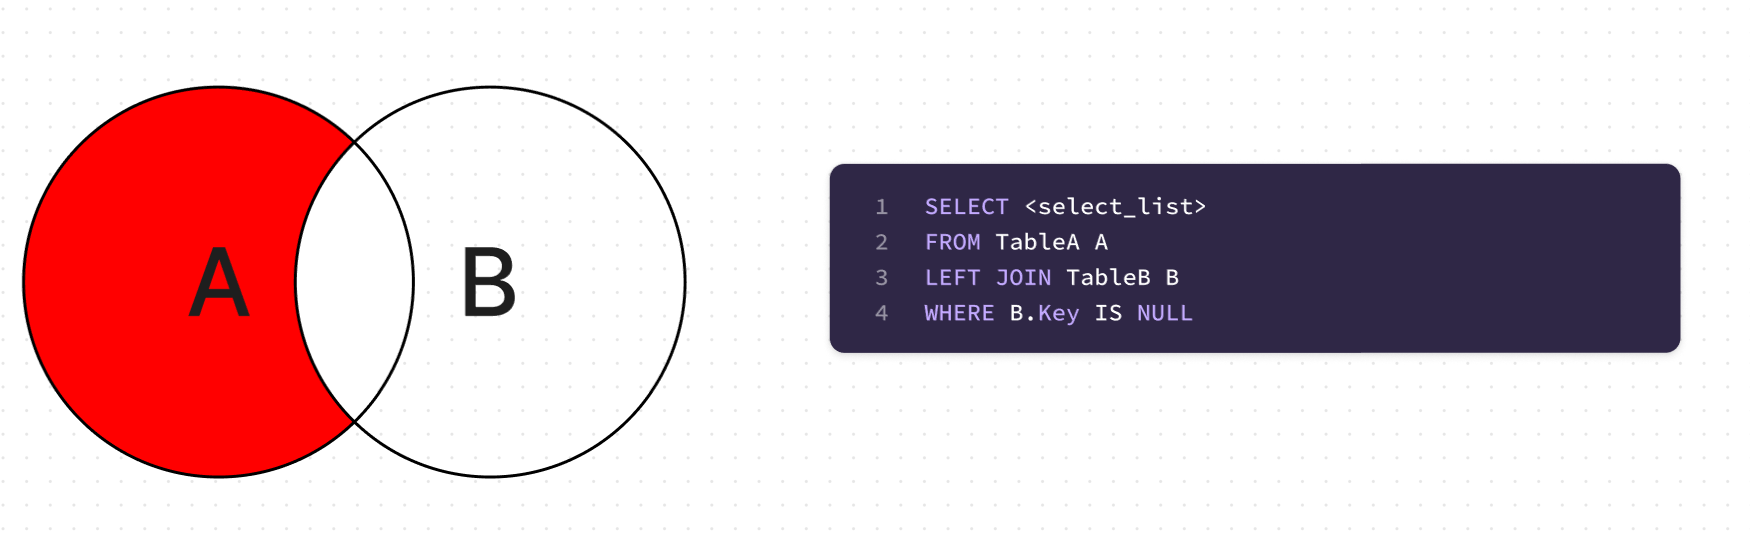 A
B
1 SELECT <select_list>
2 FROM TableA A
3 LEFT JOIN TableB B
4 WHERE B.Key IS NULL